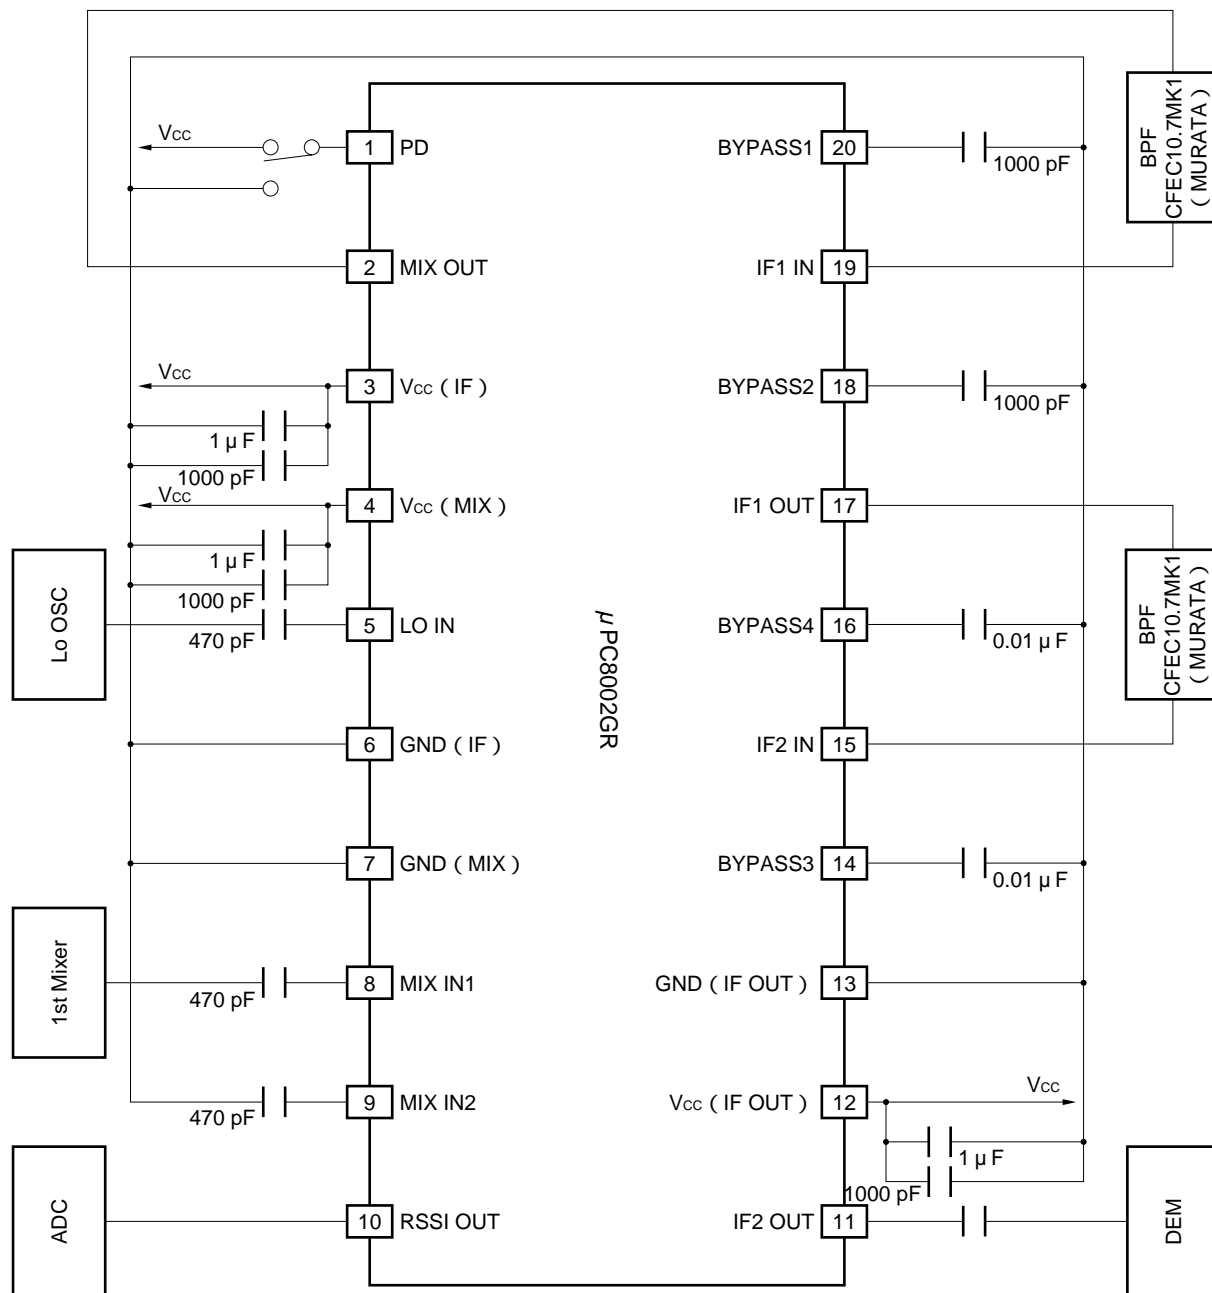 Vcc
1 PD
BYPASS1 20
1000 pF
BPF
CFEC10.7MK1
( MURATA )
2 MIX OUT
IF1 IN 19
Vcc
3 Vcc ( IF )
BYPASS2 18
1000 pF
1 μ F
1000 pF
Vcc
4 Vcc ( MIX )
IF1 OUT 17
1 μ F
1000 pF
Lo OSC
470 pF
5 LO IN
BYPASS4 16
0.01 μ F
BPF
CFEC10.7MK1
( MURATA )
μ PC8002GR
6 GND ( IF )
IF2 IN 15
7 GND ( MIX )
BYPASS3 14
0.01 μ F
1st Mixer
470 pF
8 MIX IN1
GND ( IF OUT ) 13
470 pF
9 MIX IN2
Vcc ( IF OUT ) 12
Vcc
1 μ F
1000 pF
ADC
10 RSSI OUT
IF2 OUT 11
DEM